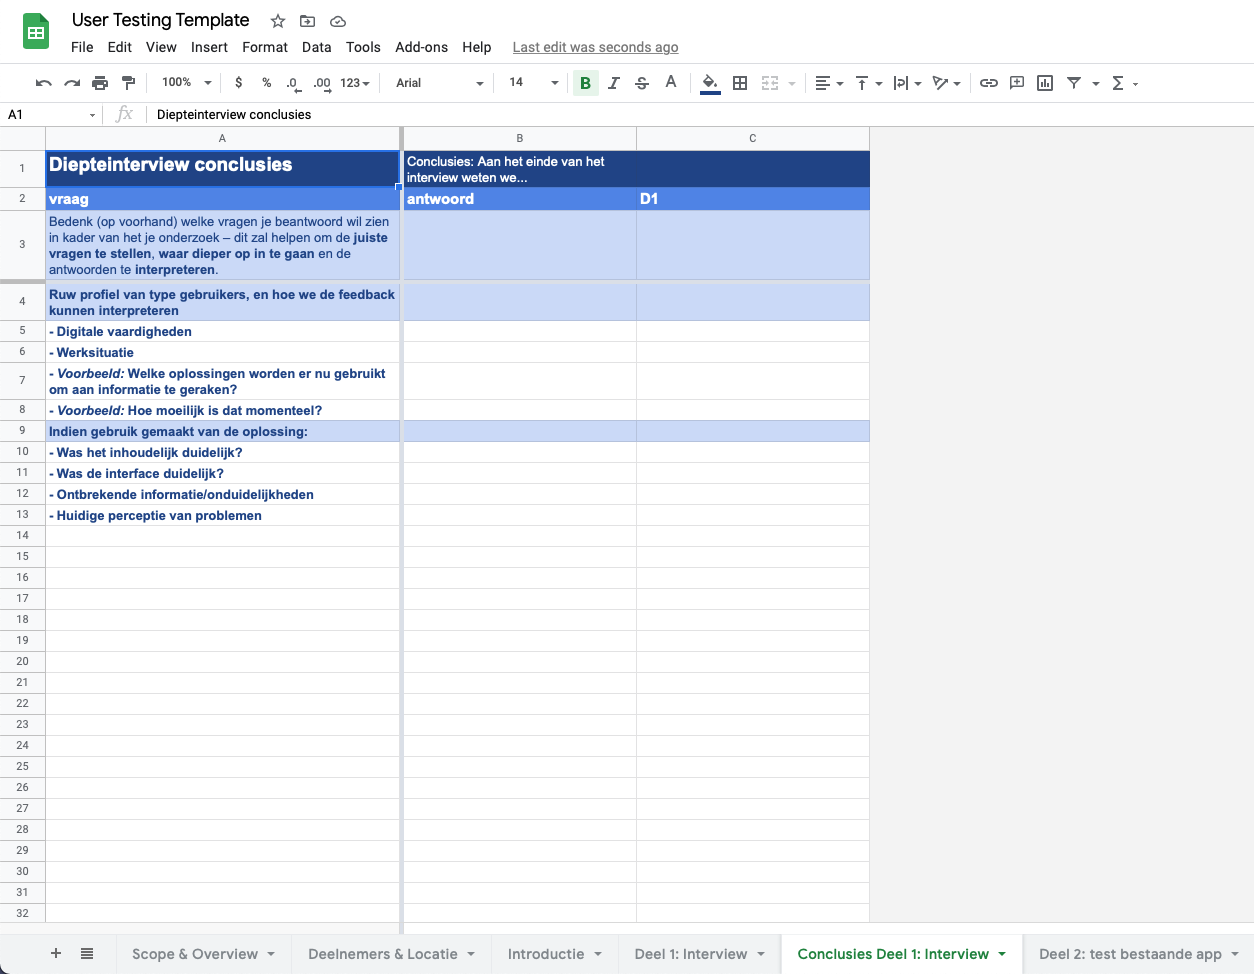 User Testing Template
File Edit View Insert Format Data Tools Add-ons Help Last edit was seconds ago
100% $ % .0 .00 123 Arial 14 B I S A Σ
A1 fx Diepteinterview conclusies
A B C
1 Diepteinterview conclusies Conclusies: Aan het einde van het
interview weten we...
2 vraag antwoord D1
Bedenk (op voorhand) welke vragen je beantwoord wil zien
3 in kader van het je onderzoek – dit zal helpen om de juiste
vragen te stellen, waar dieper op in te gaan en de
antwoorden te interpreteren.
4 Ruw profiel van type gebruikers, en hoe we de feedback
kunnen interpreteren
5 - Digitale vaardigheden
6 - Werksituatie
7 - Voorbeeld: Welke oplossingen worden er nu gebruikt
om aan informatie te geraken?
8 - Voorbeeld: Hoe moeilijk is dat momenteel?
9 Indien gebruik gemaakt van de oplossing:
10 - Was het inhoudelijk duidelijk?
11 - Was de interface duidelijk?
12 - Ontbrekende informatie/onduidelijkheden
13 - Huidige perceptie van problemen
14
15
16
17
18
19
20
21
22
23
24
25
26
27
28
29
30
31
32
+ Scope & Overview Deelnemers & Locatie Introductie Deel 1: Interview Conclusies Deel 1: Interview Deel 2: test bestaande app